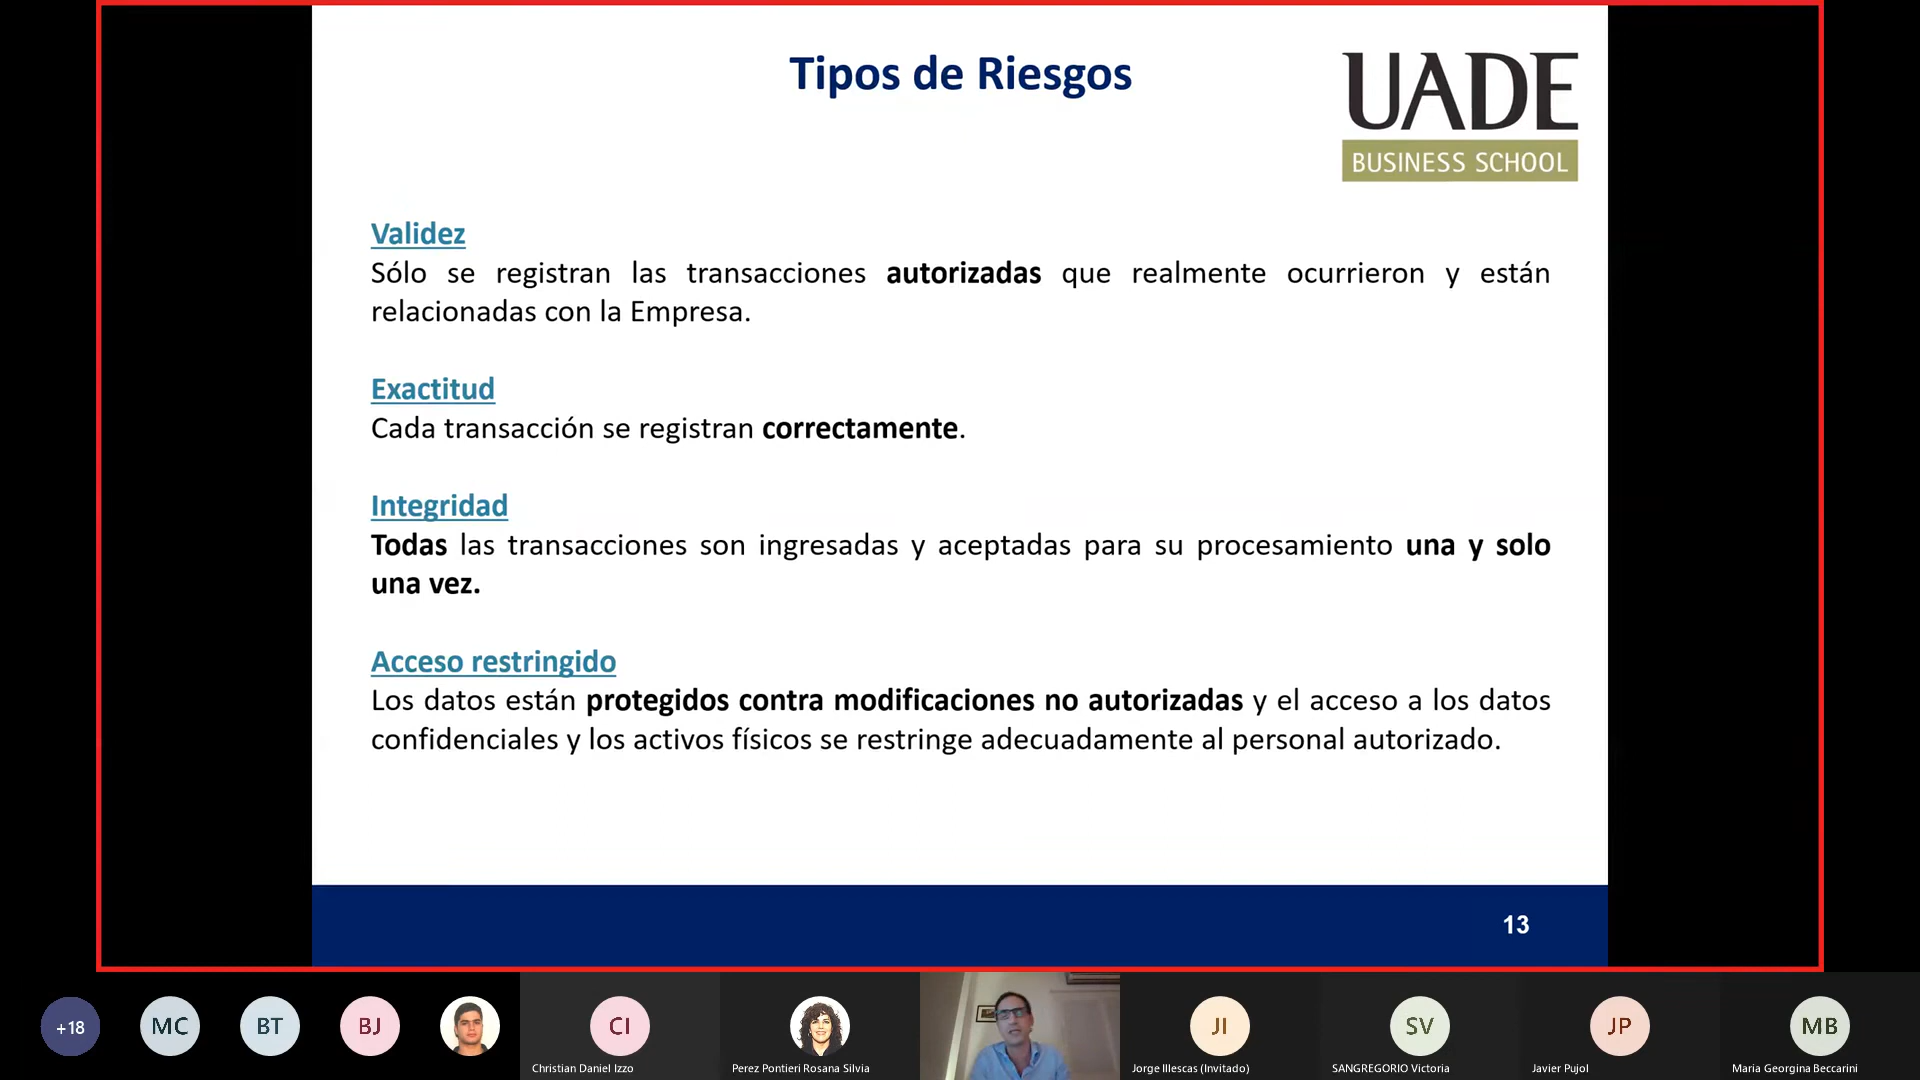 Tipos de Riesgos
UADE
BUSINESS SCHOOL
Validez
Sólo se registran las transacciones autorizadas que realmente ocurrieron y están
relacionadas con la Empresa.
Exactitud
Cada transacción se registran correctamente.
Integridad
Todas las transacciones son ingresadas y aceptadas para su procesamiento una y solo
una vez.
Acceso restringido
Los datos están protegidos contra modificaciones no autorizadas y el acceso a los datos
confidenciales y los activos físicos se restringe adecuadamente al personal autorizado.
13
+18
MC
BT
BJ
CI
JI
SV
JP
MB
Christian Daniel Izzo
Perez Pontieri Rosana Silvia
Jorge Illescas (Invitado)
SANGREGORIO Victoria
Javier Pujol
Maria Georgina Beccarini